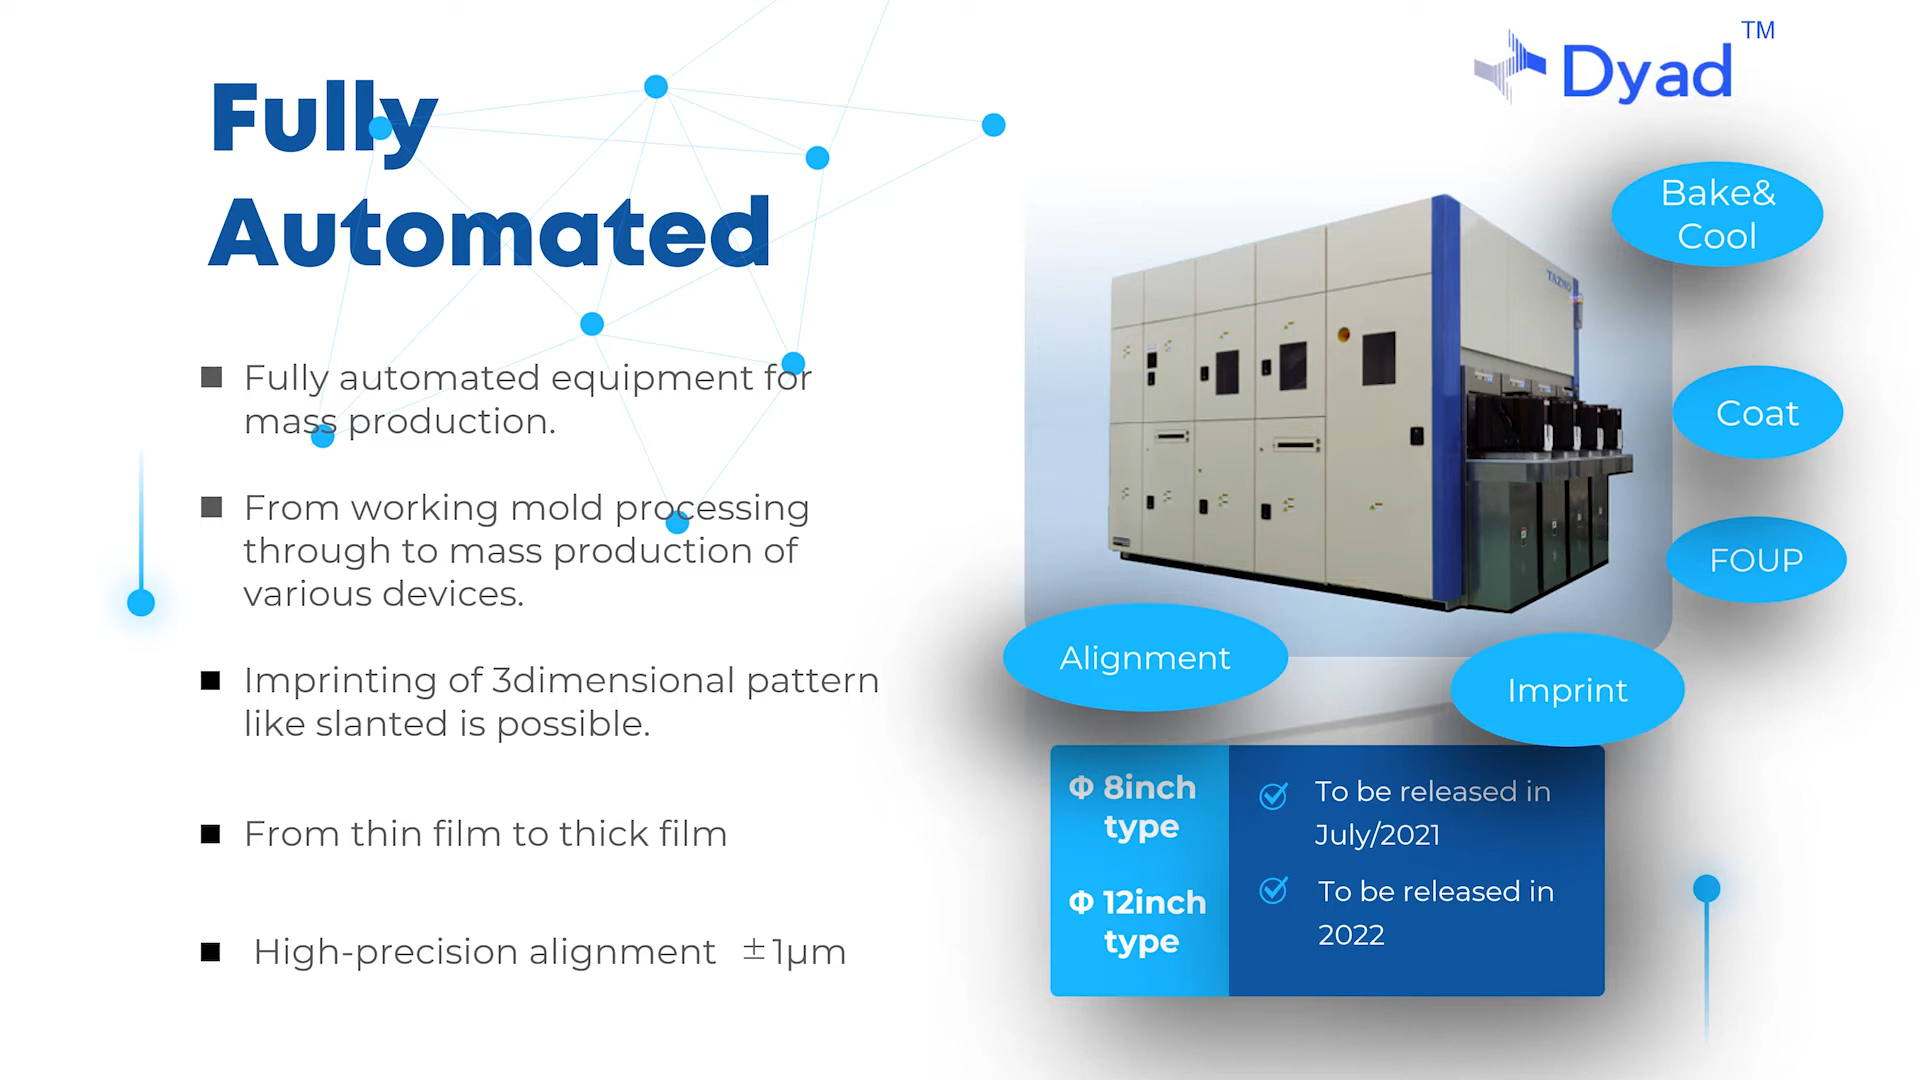 Fully
Automated
■ Fully automated equipment for
mass production.
■ From working mold processing
through to mass production of
various devices.
■ Imprinting of 3dimensional pattern
like slanted is possible.
■ From thin film to thick film
■ High-precision alignment ±1μm
Dyad TM
Bake&
Cool
TAZMO
Coat
FOUP
Alignment
Imprint
Φ 8inch
type
To be released in
July/2021
Φ 12inch
type
To be released in
2022